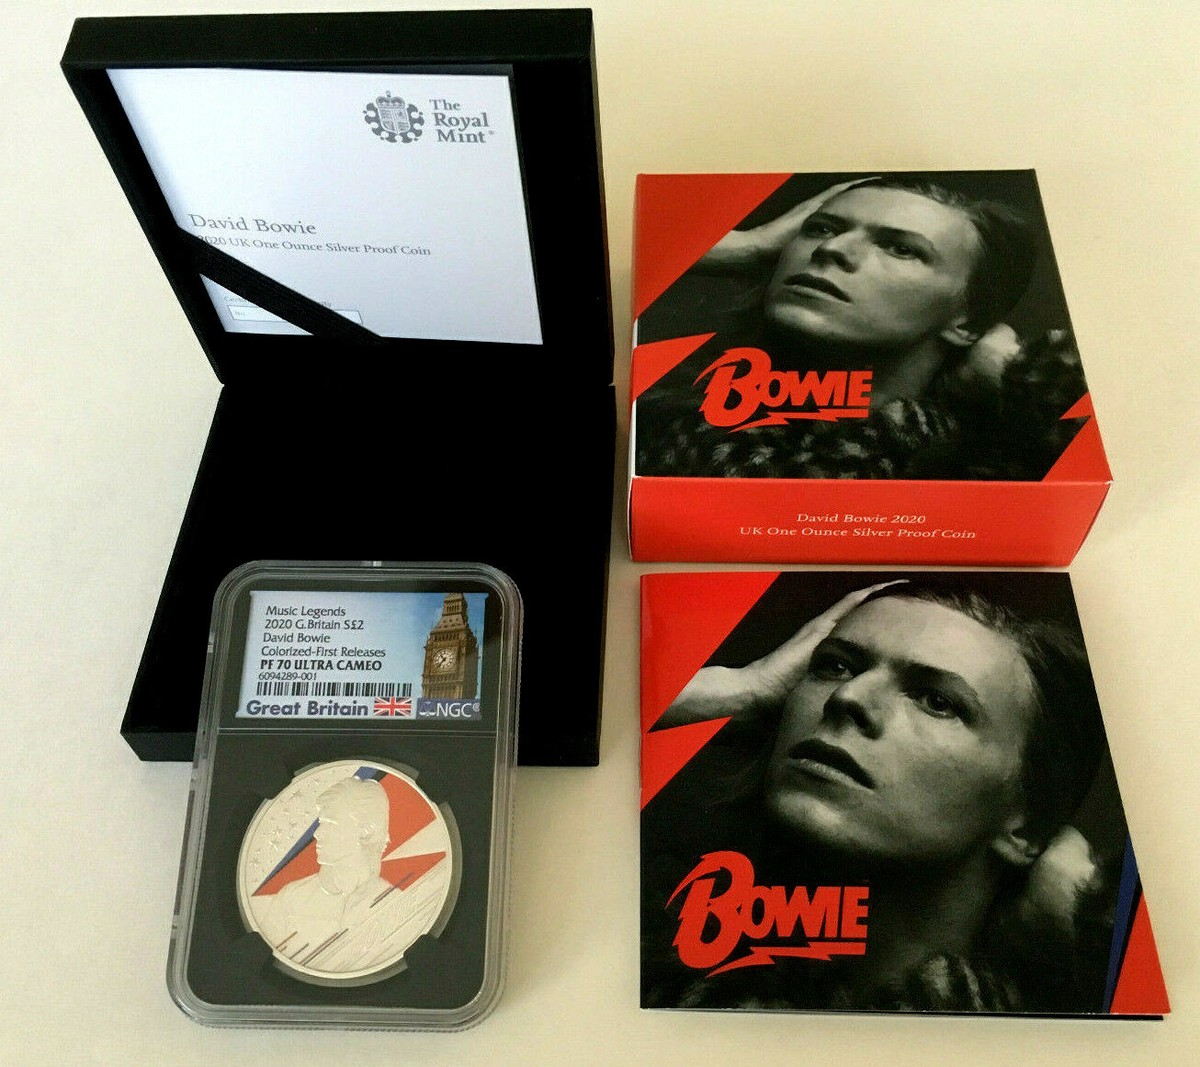 The
Royal
Mint®
David Bowie
2020 UK One Ounce Silver Proof Coin
No.
BOWIE
David Bowie 2020
UK One Ounce Silver Proof Coin
Music Legends
2020 G.Britain S£2
David Bowie
Colorized-First Releases
PF 70 ULTRA CAMEO
6094289-001
Great Britain
NGC
BOWIE